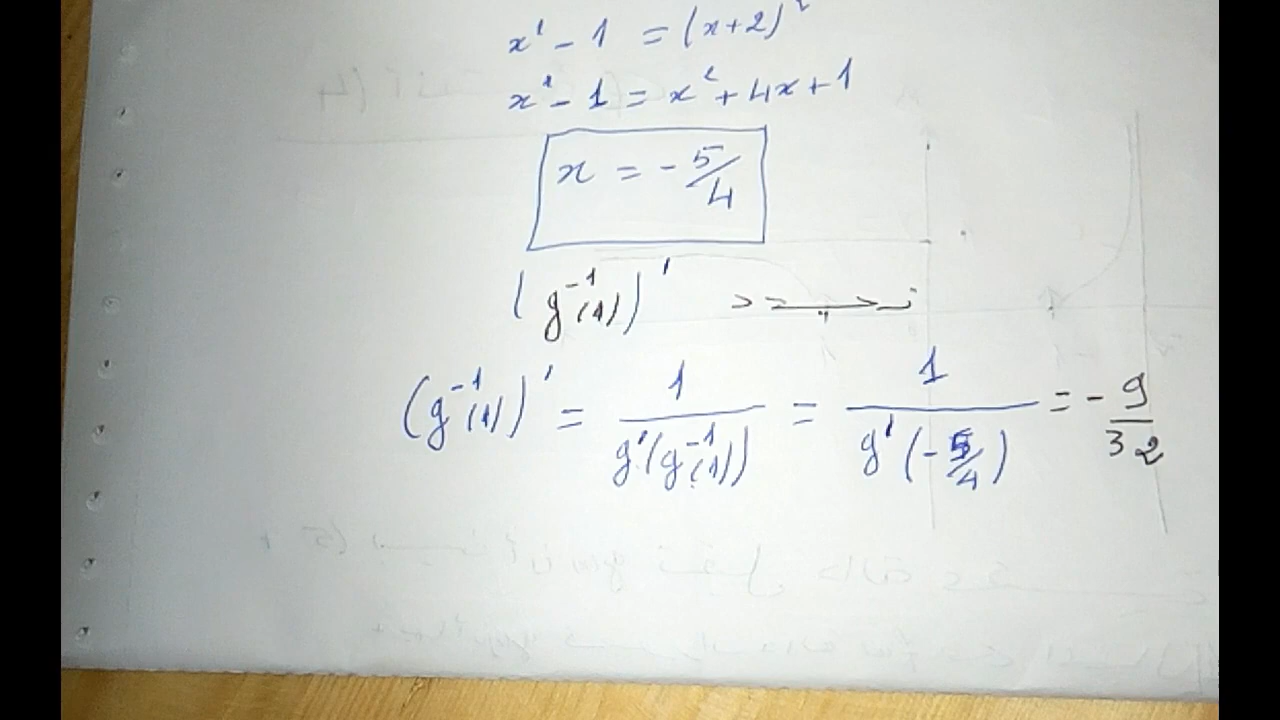 x² - 1 = (x+2)²
x² - 1 = x² + 4x + 1
x = -5/4
(g⁻¹(1))'
(g⁻¹(1))' = 1/g'(g⁻¹(1)) = 1/g'(-5/4) = -9/32